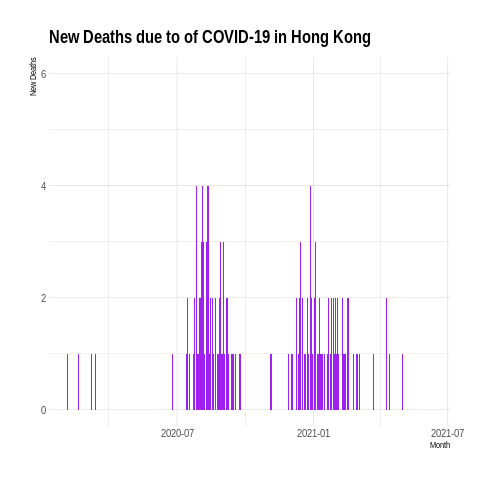 New Deaths due to of COVID-19 in Hong Kong
New Deaths
6
4
2
0
2020-07
2021-01
2021-07
Month